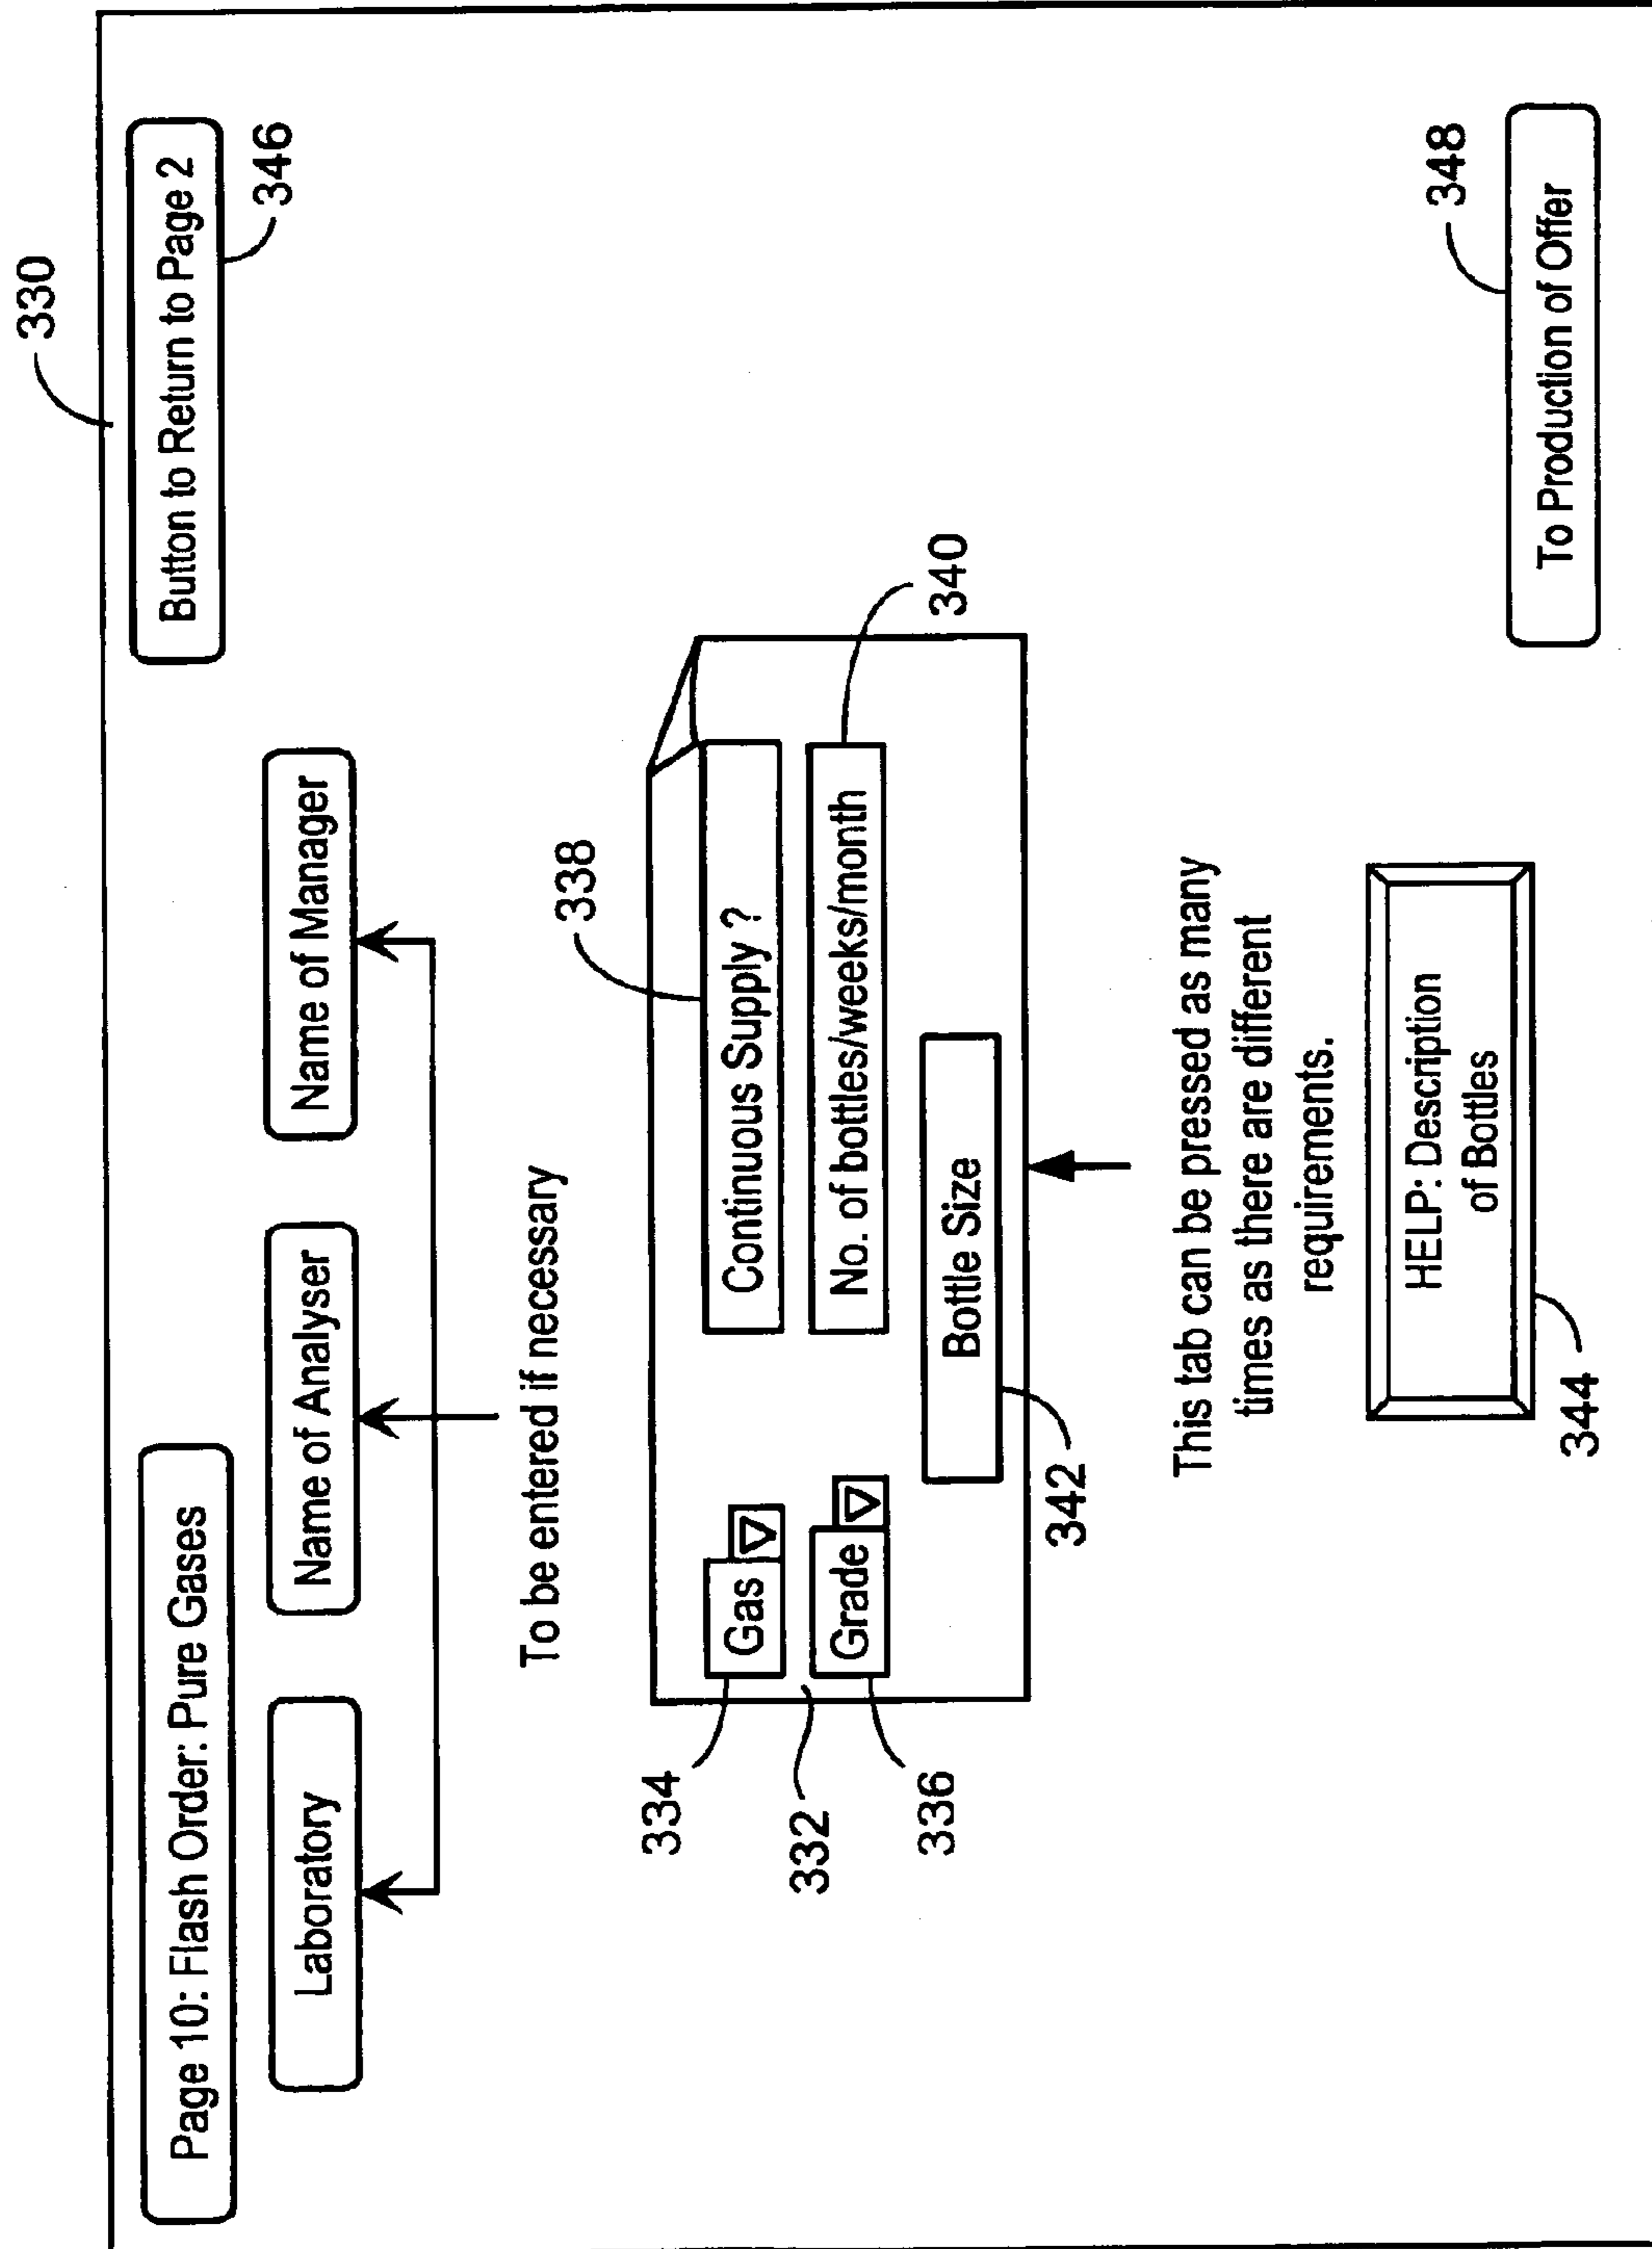 330
Page 10: Flash Order: Pure Gases
Button to Return to Page 2
346
Laboratory
Name of Analyser
Name of Manager
To be entered if necessary
338
334
Gas
Continuous Supply ?
332
336
Grade
No. of bottles/weeks/month
340
Bottle Size
342
This tab can be pressed as many
times as there are different
requirements.
HELP: Description
of Bottles
344
348
To Production of Offer